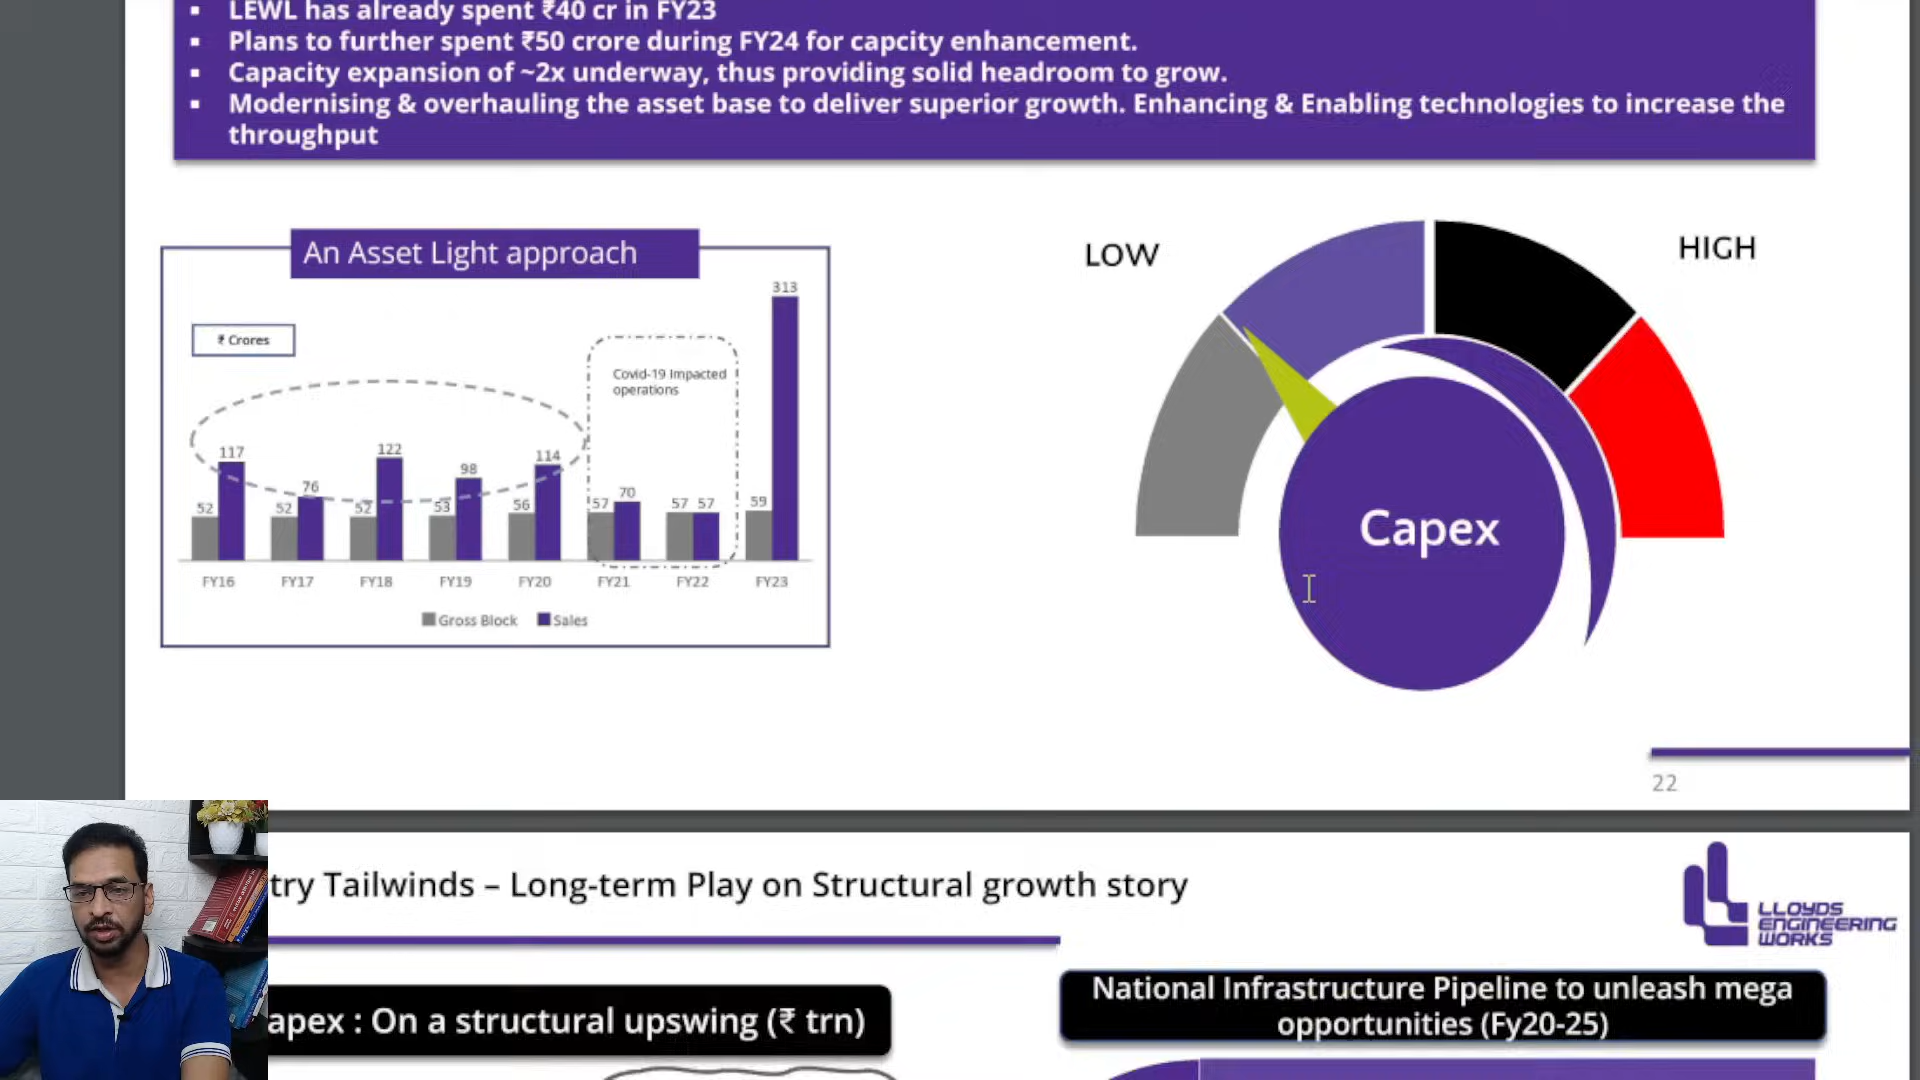 ▪ LEWL has already spent ₹40 cr in FY23
▪ Plans to further spent ₹50 crore during FY24 for capcity enhancement.
▪ Capacity expansion of ~2x underway, thus providing solid headroom to grow.
▪ Modernising & overhauling the asset base to deliver superior growth. Enhancing & Enabling technologies to increase the
throughput
An Asset Light approach
₹ Crores
Covid-19 Impacted
operations
52 117
52 76
52 122
53 98
56 114
57 70
57 57
59 313
FY16 FY17 FY18 FY19 FY20 FY21 FY22 FY23
Gross Block Sales
LOW
HIGH
Capex
22
try Tailwinds – Long-term Play on Structural growth story
LLOYDS
ENGINEERING
WORKS
apex : On a structural upswing (₹ trn)
National Infrastructure Pipeline to unleash mega
opportunities (Fy20-25)